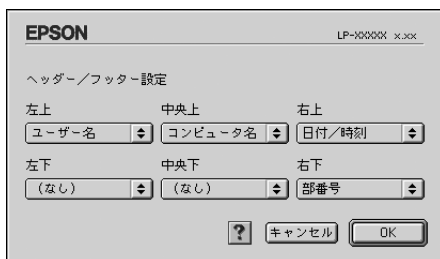 EPSON LP-XXXXX x.xx
ヘッダー／フッター設定
左上 中央上 右上
ユーザー名 コンピュータ名 日付／時刻
左下 中央下 右下
（なし） （なし） 部番号
? キャンセル OK